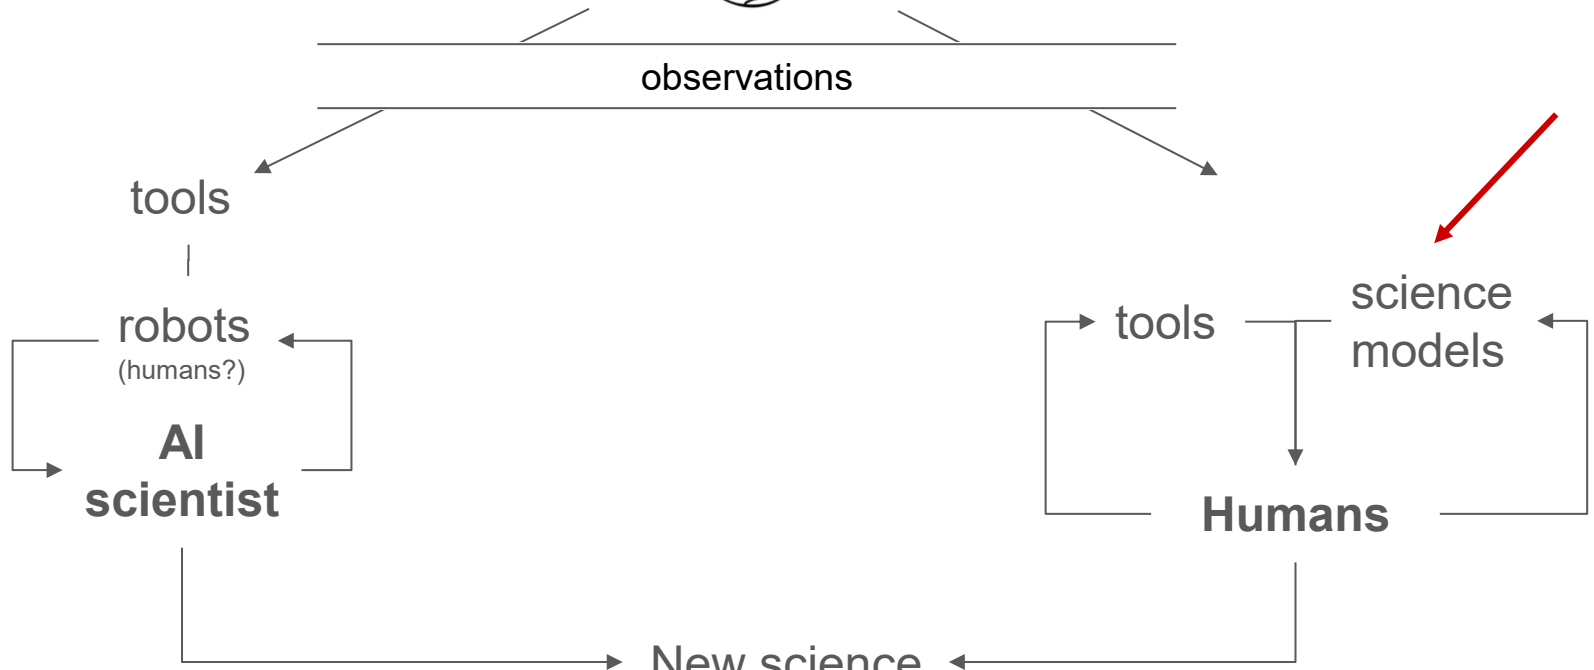 observations
tools
robots
(humans?)
AI
scientist
tools
science
models
Humans
New science